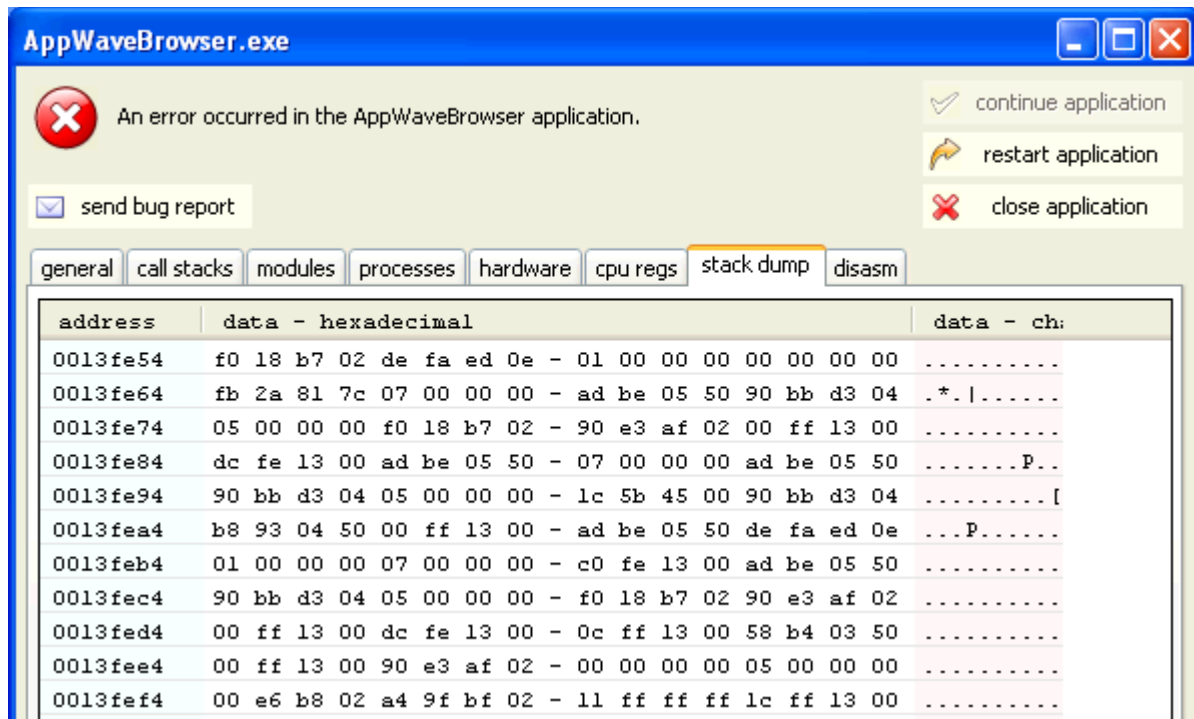 AppWaveBrowser.exe
An error occurred in the AppWaveBrowser application.
continue application
restart application
send bug report
close application
general call stacks modules processes hardware cpu regs stack dump disasm
address data - hexadecimal data - cha
0013fe54 f0 18 b7 02 de fa ed 0e - 01 00 00 00 00 00 00 00 ..........
0013fe64 fb 2a 81 7c 07 00 00 00 - ad be 05 50 90 bb d3 04 .*.|......
0013fe74 05 00 00 00 f0 18 b7 02 - 90 e3 af 02 00 ff 13 00 ..........
0013fe84 dc fe 13 00 ad be 05 50 - 07 00 00 00 ad be 05 50 .......P..
0013fe94 90 bb d3 04 05 00 00 00 - 1c 5b 45 00 90 bb d3 04 .........[
0013fea4 b8 93 04 50 00 ff 13 00 - ad be 05 50 de fa ed 0e ...P......
0013feb4 01 00 00 00 07 00 00 00 - c0 fe 13 00 ad be 05 50 ..........
0013fec4 90 bb d3 04 05 00 00 00 - f0 18 b7 02 90 e3 af 02 ..........
0013fed4 00 ff 13 00 dc fe 13 00 - 0c ff 13 00 58 b4 03 50 ..........
0013fee4 00 ff 13 00 90 e3 af 02 - 00 00 00 00 05 00 00 00 ..........
0013fef4 00 e6 b8 02 a4 9f bf 02 - 11 ff ff ff 1c ff 13 00 ..........